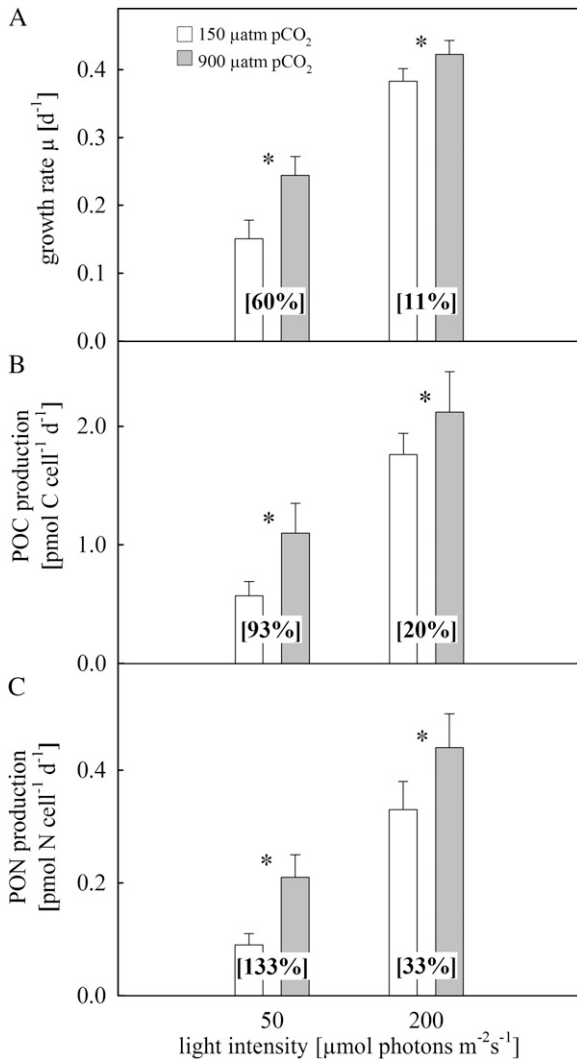 A
150 µatm pCO₂
900 µatm pCO₂
growth rate µ [d⁻¹]
0.4
0.3
0.2
0.1
0.0
*
*
[60%]
[11%]
B
POC production
[pmol C cell⁻¹ d⁻¹]
2.0
1.0
0.0
*
*
[93%]
[20%]
C
PON production
[pmol N cell⁻¹ d⁻¹]
0.4
0.2
0.0
*
*
[133%]
[33%]
50
200
light intensity [µmol photons m⁻²s⁻¹]